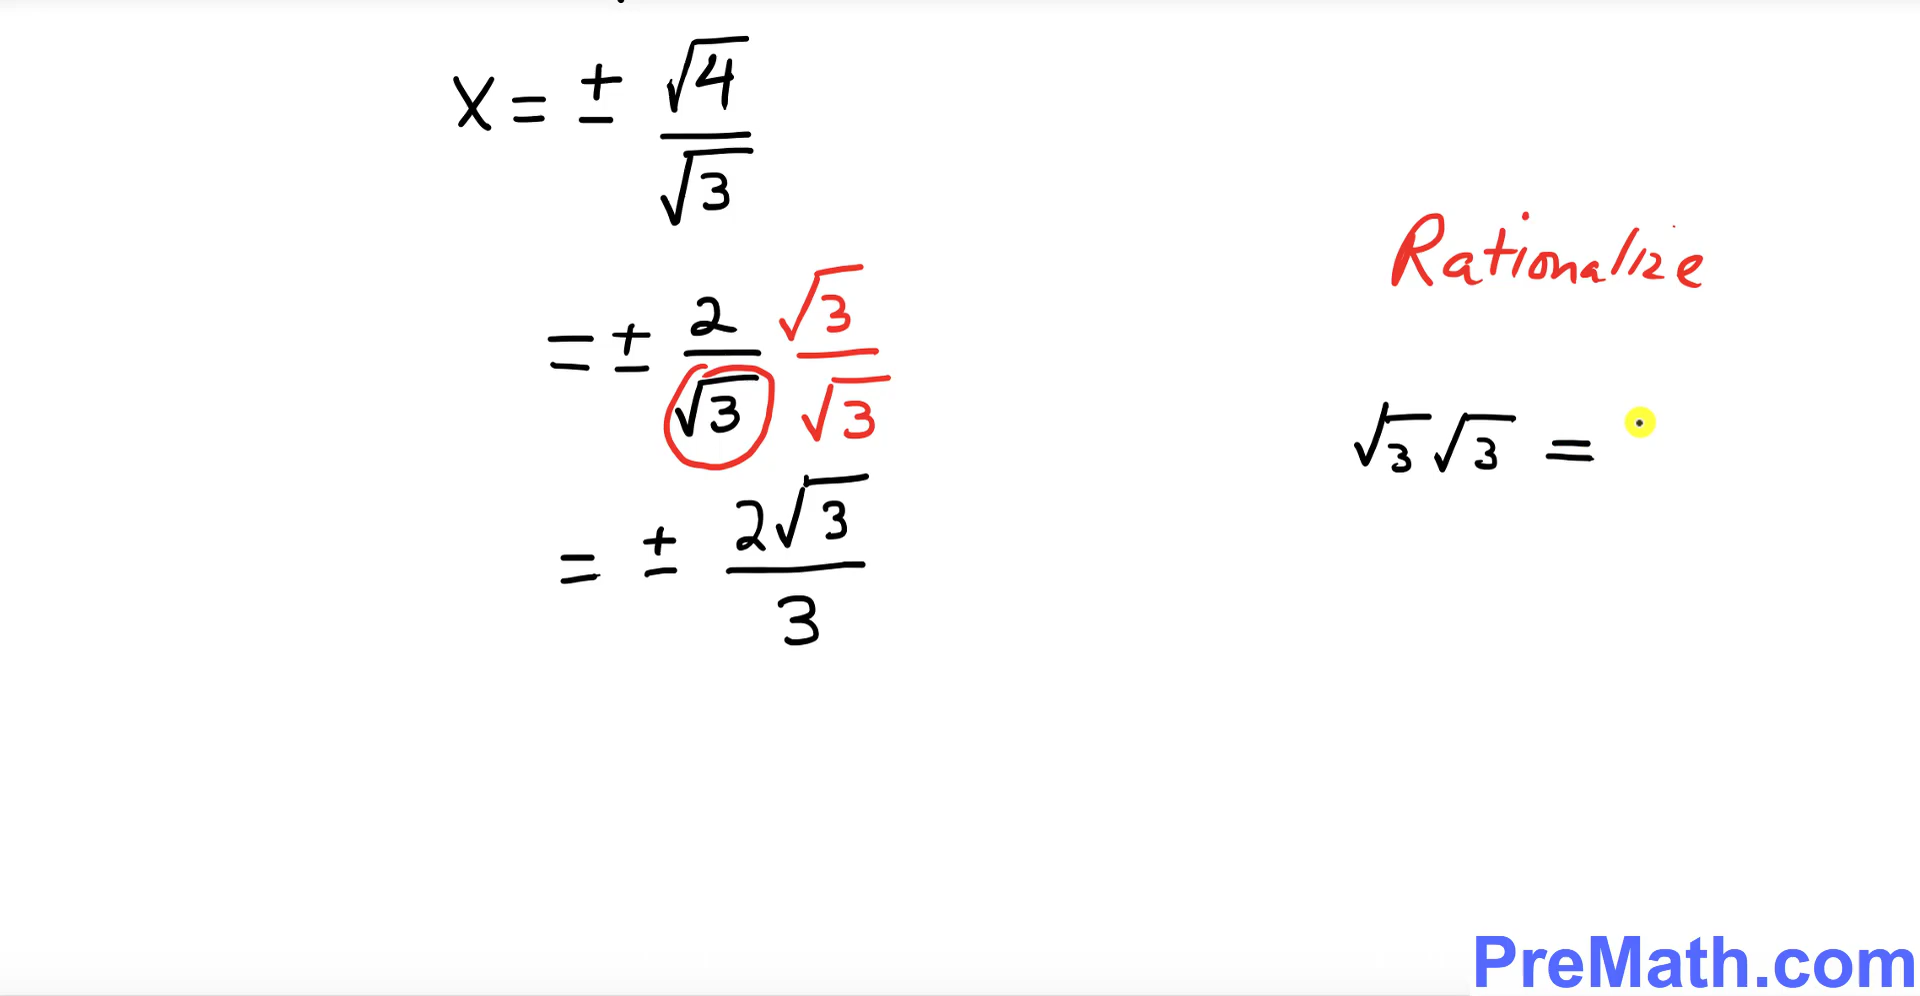 X = ± √4 / √3
= ± 2/√3 √3/√3
= ± 2√3 / 3
Rationalize
√3 √3 =
PreMath.com